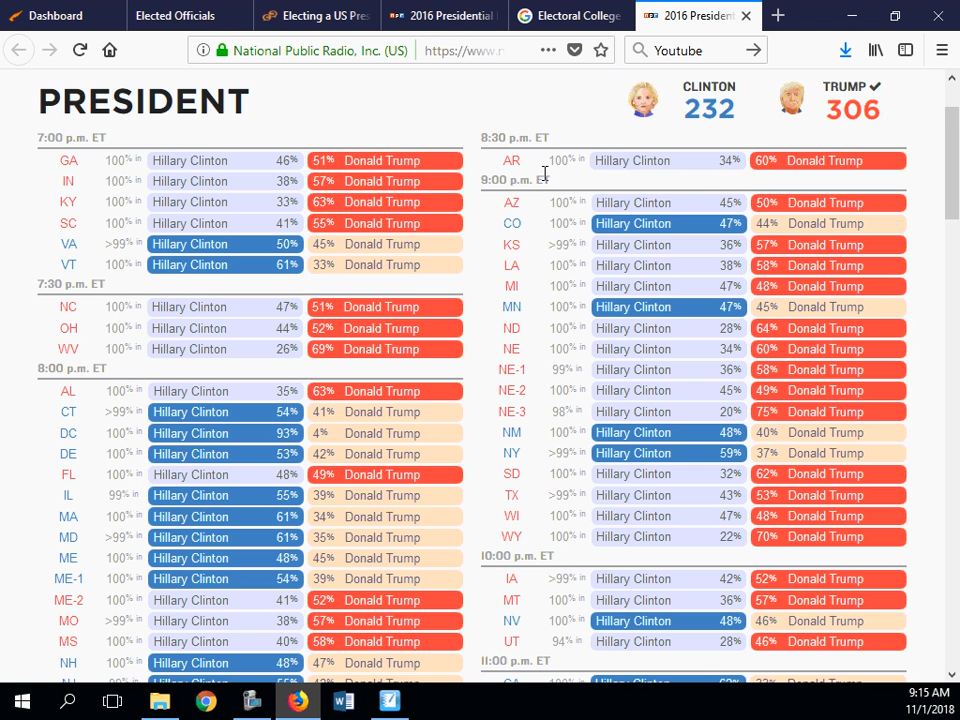 Dashboard
Elected Officials
Electing a US Pres
2016 Presidential
Electoral College
2016 President
National Public Radio, Inc. (US)
https://www.n
Youtube
PRESIDENT
CLINTON
232
TRUMP ✔
306
7:00 p.m. ET
GA 100% in Hillary Clinton 46% 51% Donald Trump
IN 100% in Hillary Clinton 38% 57% Donald Trump
KY 100% in Hillary Clinton 33% 63% Donald Trump
SC 100% in Hillary Clinton 41% 55% Donald Trump
VA >99% in Hillary Clinton 50% 45% Donald Trump
VT 100% in Hillary Clinton 61% 33% Donald Trump
7:30 p.m. ET
NC 100% in Hillary Clinton 47% 51% Donald Trump
OH 100% in Hillary Clinton 44% 52% Donald Trump
WV 100% in Hillary Clinton 26% 69% Donald Trump
8:00 p.m. ET
AL 100% in Hillary Clinton 35% 63% Donald Trump
CT >99% in Hillary Clinton 54% 41% Donald Trump
DC 100% in Hillary Clinton 93% 4% Donald Trump
DE 100% in Hillary Clinton 53% 42% Donald Trump
FL 100% in Hillary Clinton 48% 49% Donald Trump
IL 99% in Hillary Clinton 55% 39% Donald Trump
MA 100% in Hillary Clinton 61% 34% Donald Trump
MD >99% in Hillary Clinton 61% 35% Donald Trump
ME 100% in Hillary Clinton 48% 45% Donald Trump
ME-1 100% in Hillary Clinton 54% 39% Donald Trump
ME-2 100% in Hillary Clinton 41% 52% Donald Trump
MO >99% in Hillary Clinton 38% 57% Donald Trump
MS 100% in Hillary Clinton 40% 58% Donald Trump
NH 100% in Hillary Clinton 48% 47% Donald Trump
8:30 p.m. ET
AR 100% in Hillary Clinton 34% 60% Donald Trump
9:00 p.m. ET
AZ 100% in Hillary Clinton 45% 50% Donald Trump
CO 100% in Hillary Clinton 47% 44% Donald Trump
KS >99% in Hillary Clinton 36% 57% Donald Trump
LA 100% in Hillary Clinton 38% 58% Donald Trump
MI 100% in Hillary Clinton 47% 48% Donald Trump
MN 100% in Hillary Clinton 47% 45% Donald Trump
ND 100% in Hillary Clinton 28% 64% Donald Trump
NE 100% in Hillary Clinton 34% 60% Donald Trump
NE-1 99% in Hillary Clinton 36% 58% Donald Trump
NE-2 100% in Hillary Clinton 45% 49% Donald Trump
NE-3 98% in Hillary Clinton 20% 75% Donald Trump
NM 100% in Hillary Clinton 48% 40% Donald Trump
NY >99% in Hillary Clinton 59% 37% Donald Trump
SD 100% in Hillary Clinton 32% 62% Donald Trump
TX >99% in Hillary Clinton 43% 53% Donald Trump
WI 100% in Hillary Clinton 47% 48% Donald Trump
WY 100% in Hillary Clinton 22% 70% Donald Trump
10:00 p.m. ET
IA >99% in Hillary Clinton 42% 52% Donald Trump
MT 100% in Hillary Clinton 36% 57% Donald Trump
NV 100% in Hillary Clinton 48% 46% Donald Trump
UT 94% in Hillary Clinton 28% 46% Donald Trump
11:00 p.m. ET
9:15 AM
11/1/2018